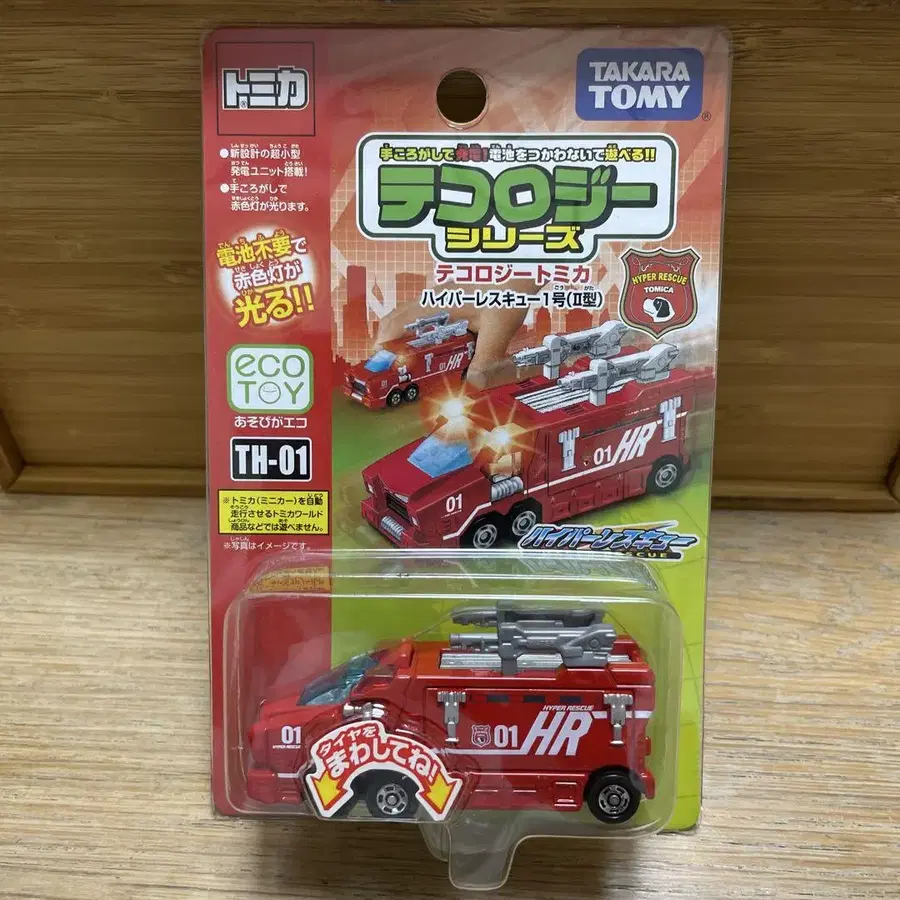 トミカ
TAKARA
TOMY
●新設計の超小型
発電ユニット搭載!
●手ころがしで
赤色灯が光ります。
手ころがしで発電!電池をつかわないで遊べる!!
テコロジー
シリーズ
テコロジートミカ
ハイパーレスキュー1号(II型)
電池不要で
赤色灯が
光る!!
HYPER RESCUE
TOMICA
eco
TOY
あそびがエコ
TH-01
※トミカ(ミニカー)を自動
走行させるトミカワールド
商品などでは遊べません。
※写真はイメージです。
01
HR
01
01
HR
ハイパーレスキュー
01
HYPER RESCUE
HYPER RESCUE
01
HR
タイヤを
まわしてね!